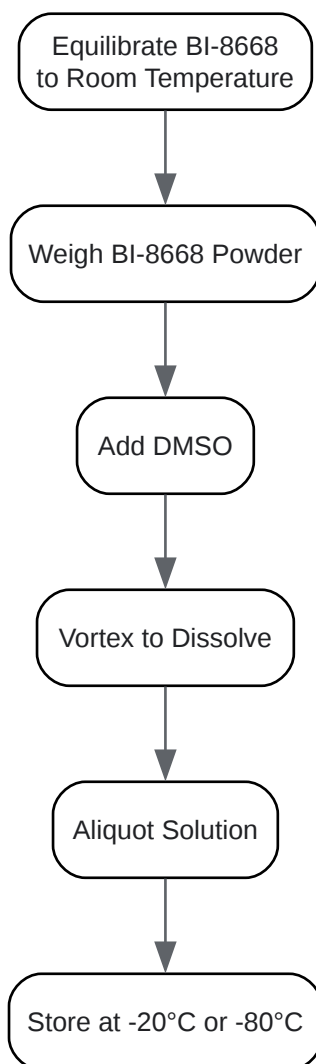 Equilibrate BI-8668
to Room Temperature
Weigh BI-8668 Powder
Add DMSO
Vortex to Dissolve
Aliquot Solution
Store at -20°C or -80°C